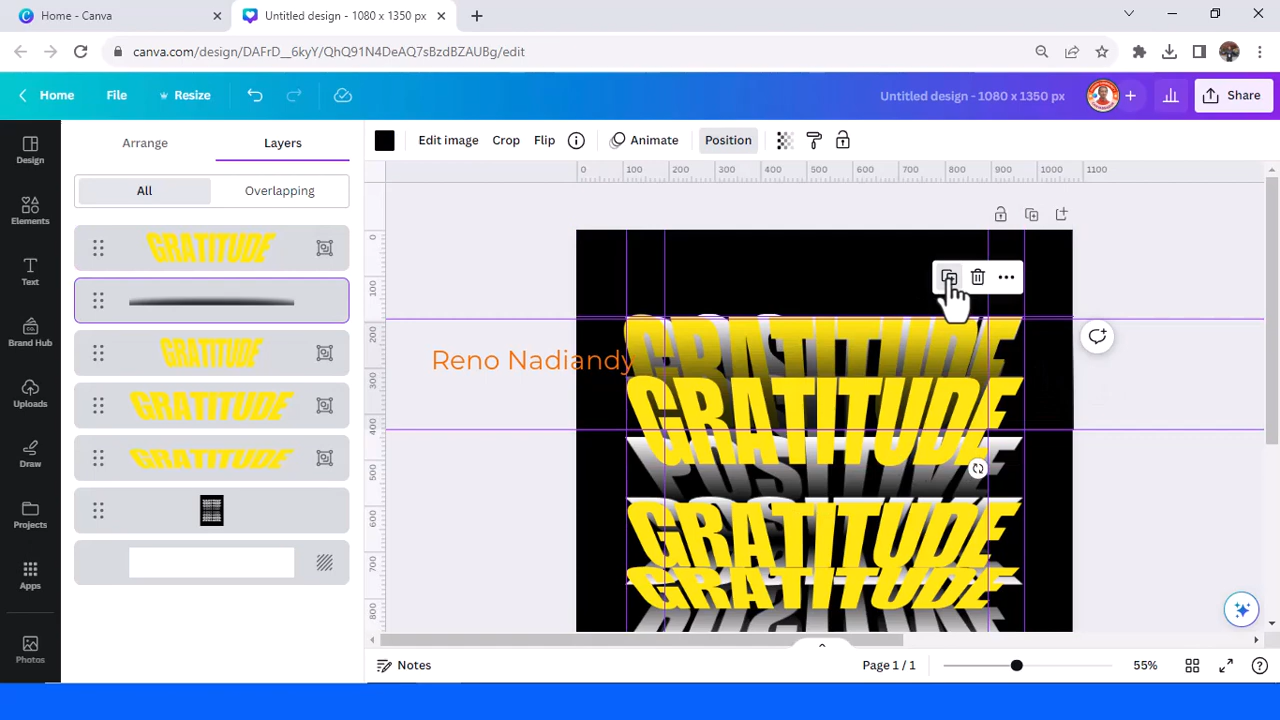 Home - Canva
Untitled design - 1080 x 1350 px
canva.com/design/DAFrD__6kyY/QhQ91N4DeAQ7sBzdBZAUBg/edit
Home
File
Resize
Untitled design - 1080 x 1350 px
Share
Design
Elements
Text
Brand Hub
Uploads
Draw
Projects
Apps
Photos
Arrange
Layers
All
Overlapping
GRATITUDE
GRATITUDE
GRATITUDE
GRATITUDE
Edit image
Crop
Flip
Animate
Position
0 100 200 300 400 500 600 700 800 900 1000 1100
0
100
200
300
400
500
600
700
800
Reno Nadiandy
GRATITUDE
GRATITUDE
POSITIVE
GRATITUDE
GRATITUDE
Notes
Page 1 / 1
55%